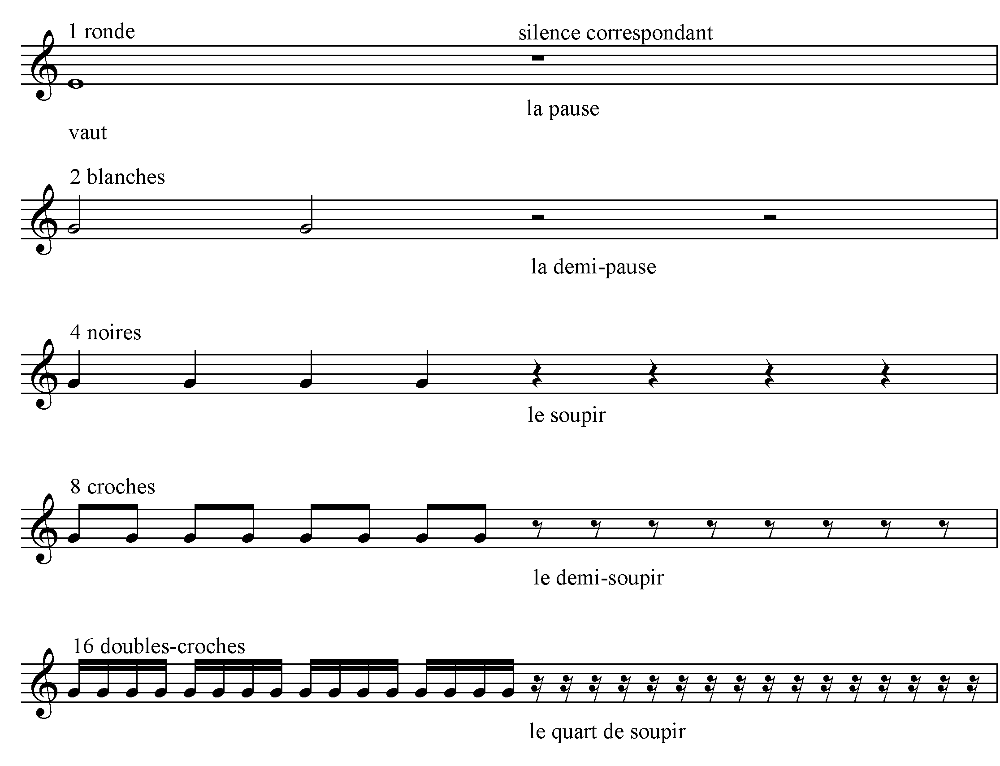 1 ronde
silence correspondant
la pause
vaut
2 blanches
la demi-pause
4 noires
le soupir
8 croches
le demi-soupir
16 doubles-croches
le quart de soupir